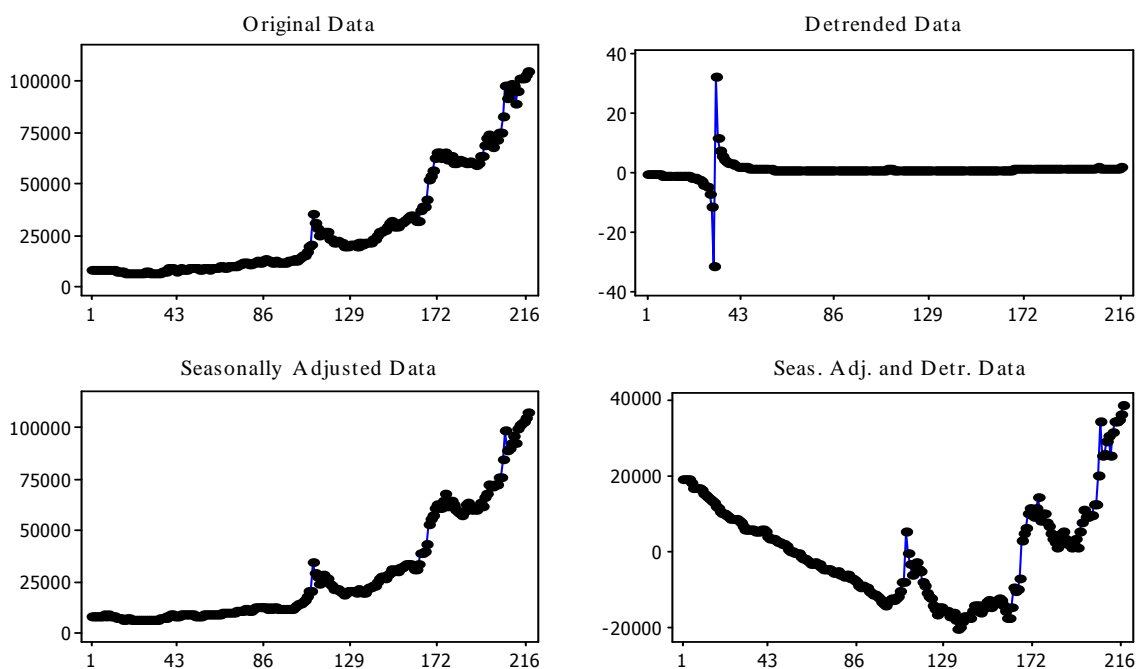 Original Data
100000
75000
50000
25000
0
1 43 86 129 172 216
Detrended Data
40
20
0
-20
-40
1 43 86 129 172 216
Seasonally Adjusted Data
100000
75000
50000
25000
0
1 43 86 129 172 216
Seas. Adj. and Detr. Data
40000
20000
0
-20000
1 43 86 129 172 216